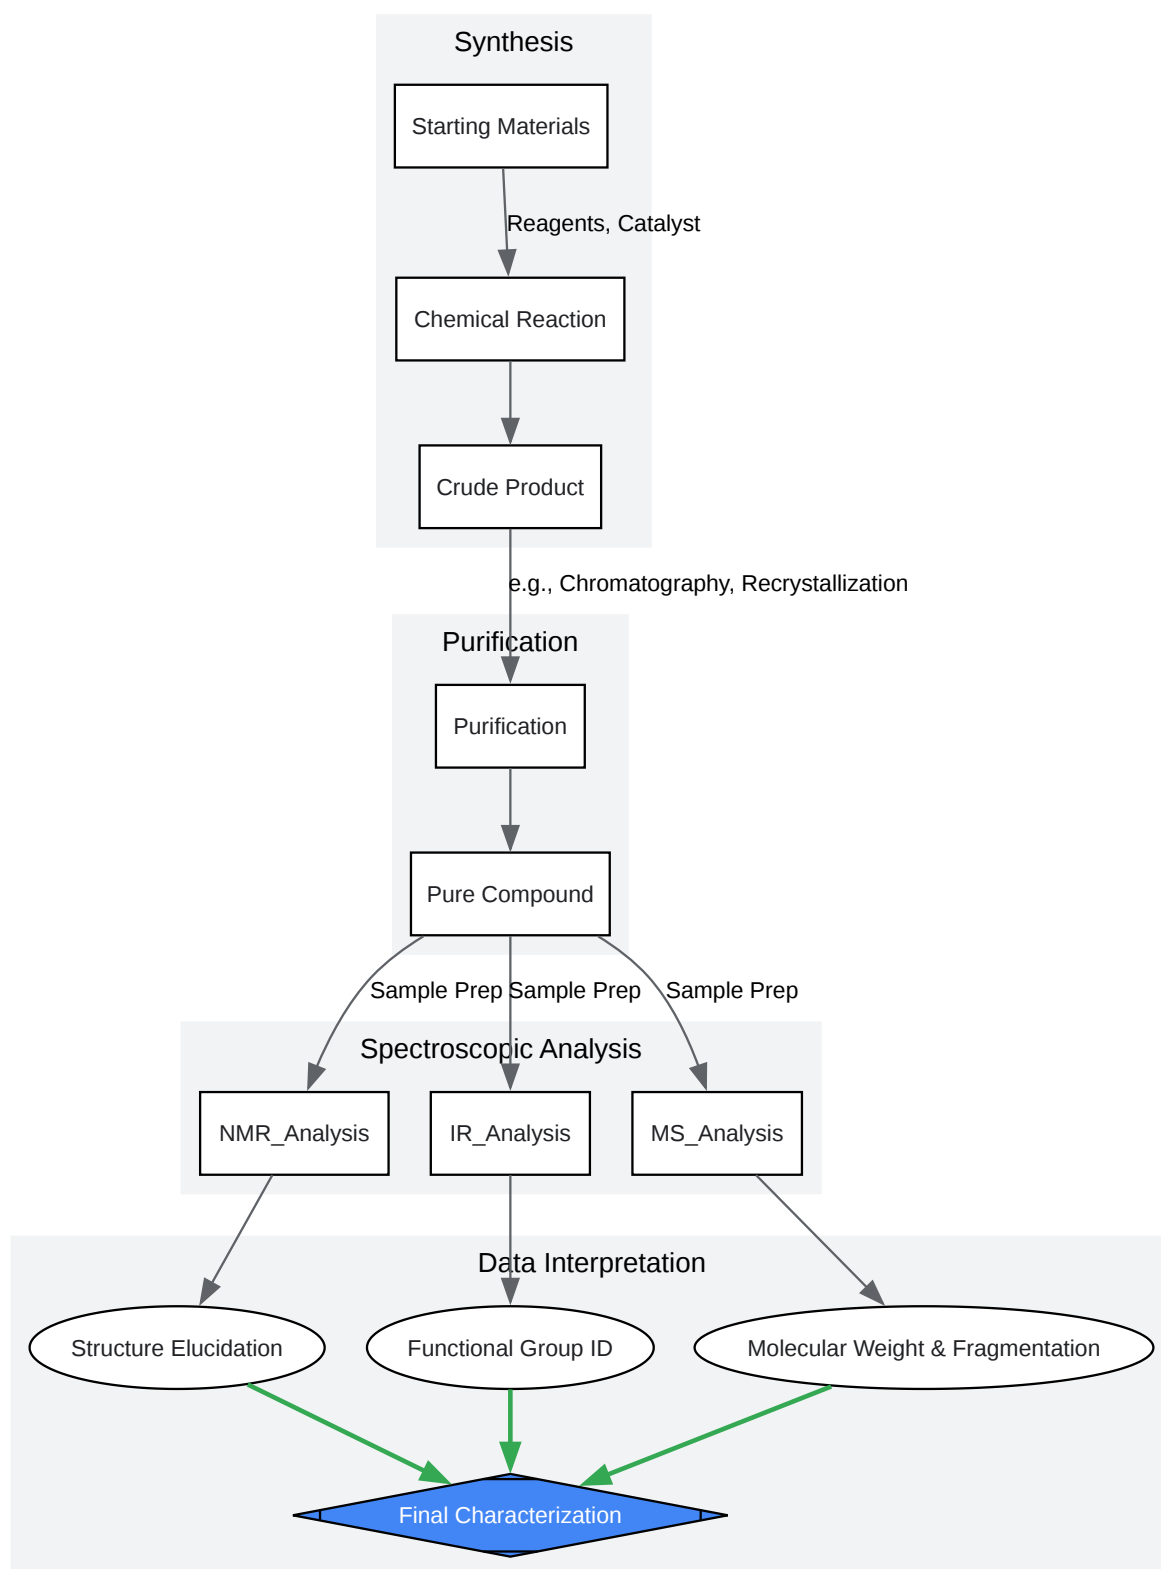 Synthesis
Starting Materials
Reagents, Catalyst
Chemical Reaction
Crude Product
e.g., Chromatography, Recrystallization
Purification
Purification
Pure Compound
Sample Prep
Sample Prep
Sample Prep
Spectroscopic Analysis
NMR_Analysis
IR_Analysis
MS_Analysis
Data Interpretation
Structure Elucidation
Functional Group ID
Molecular Weight & Fragmentation
Final Characterization